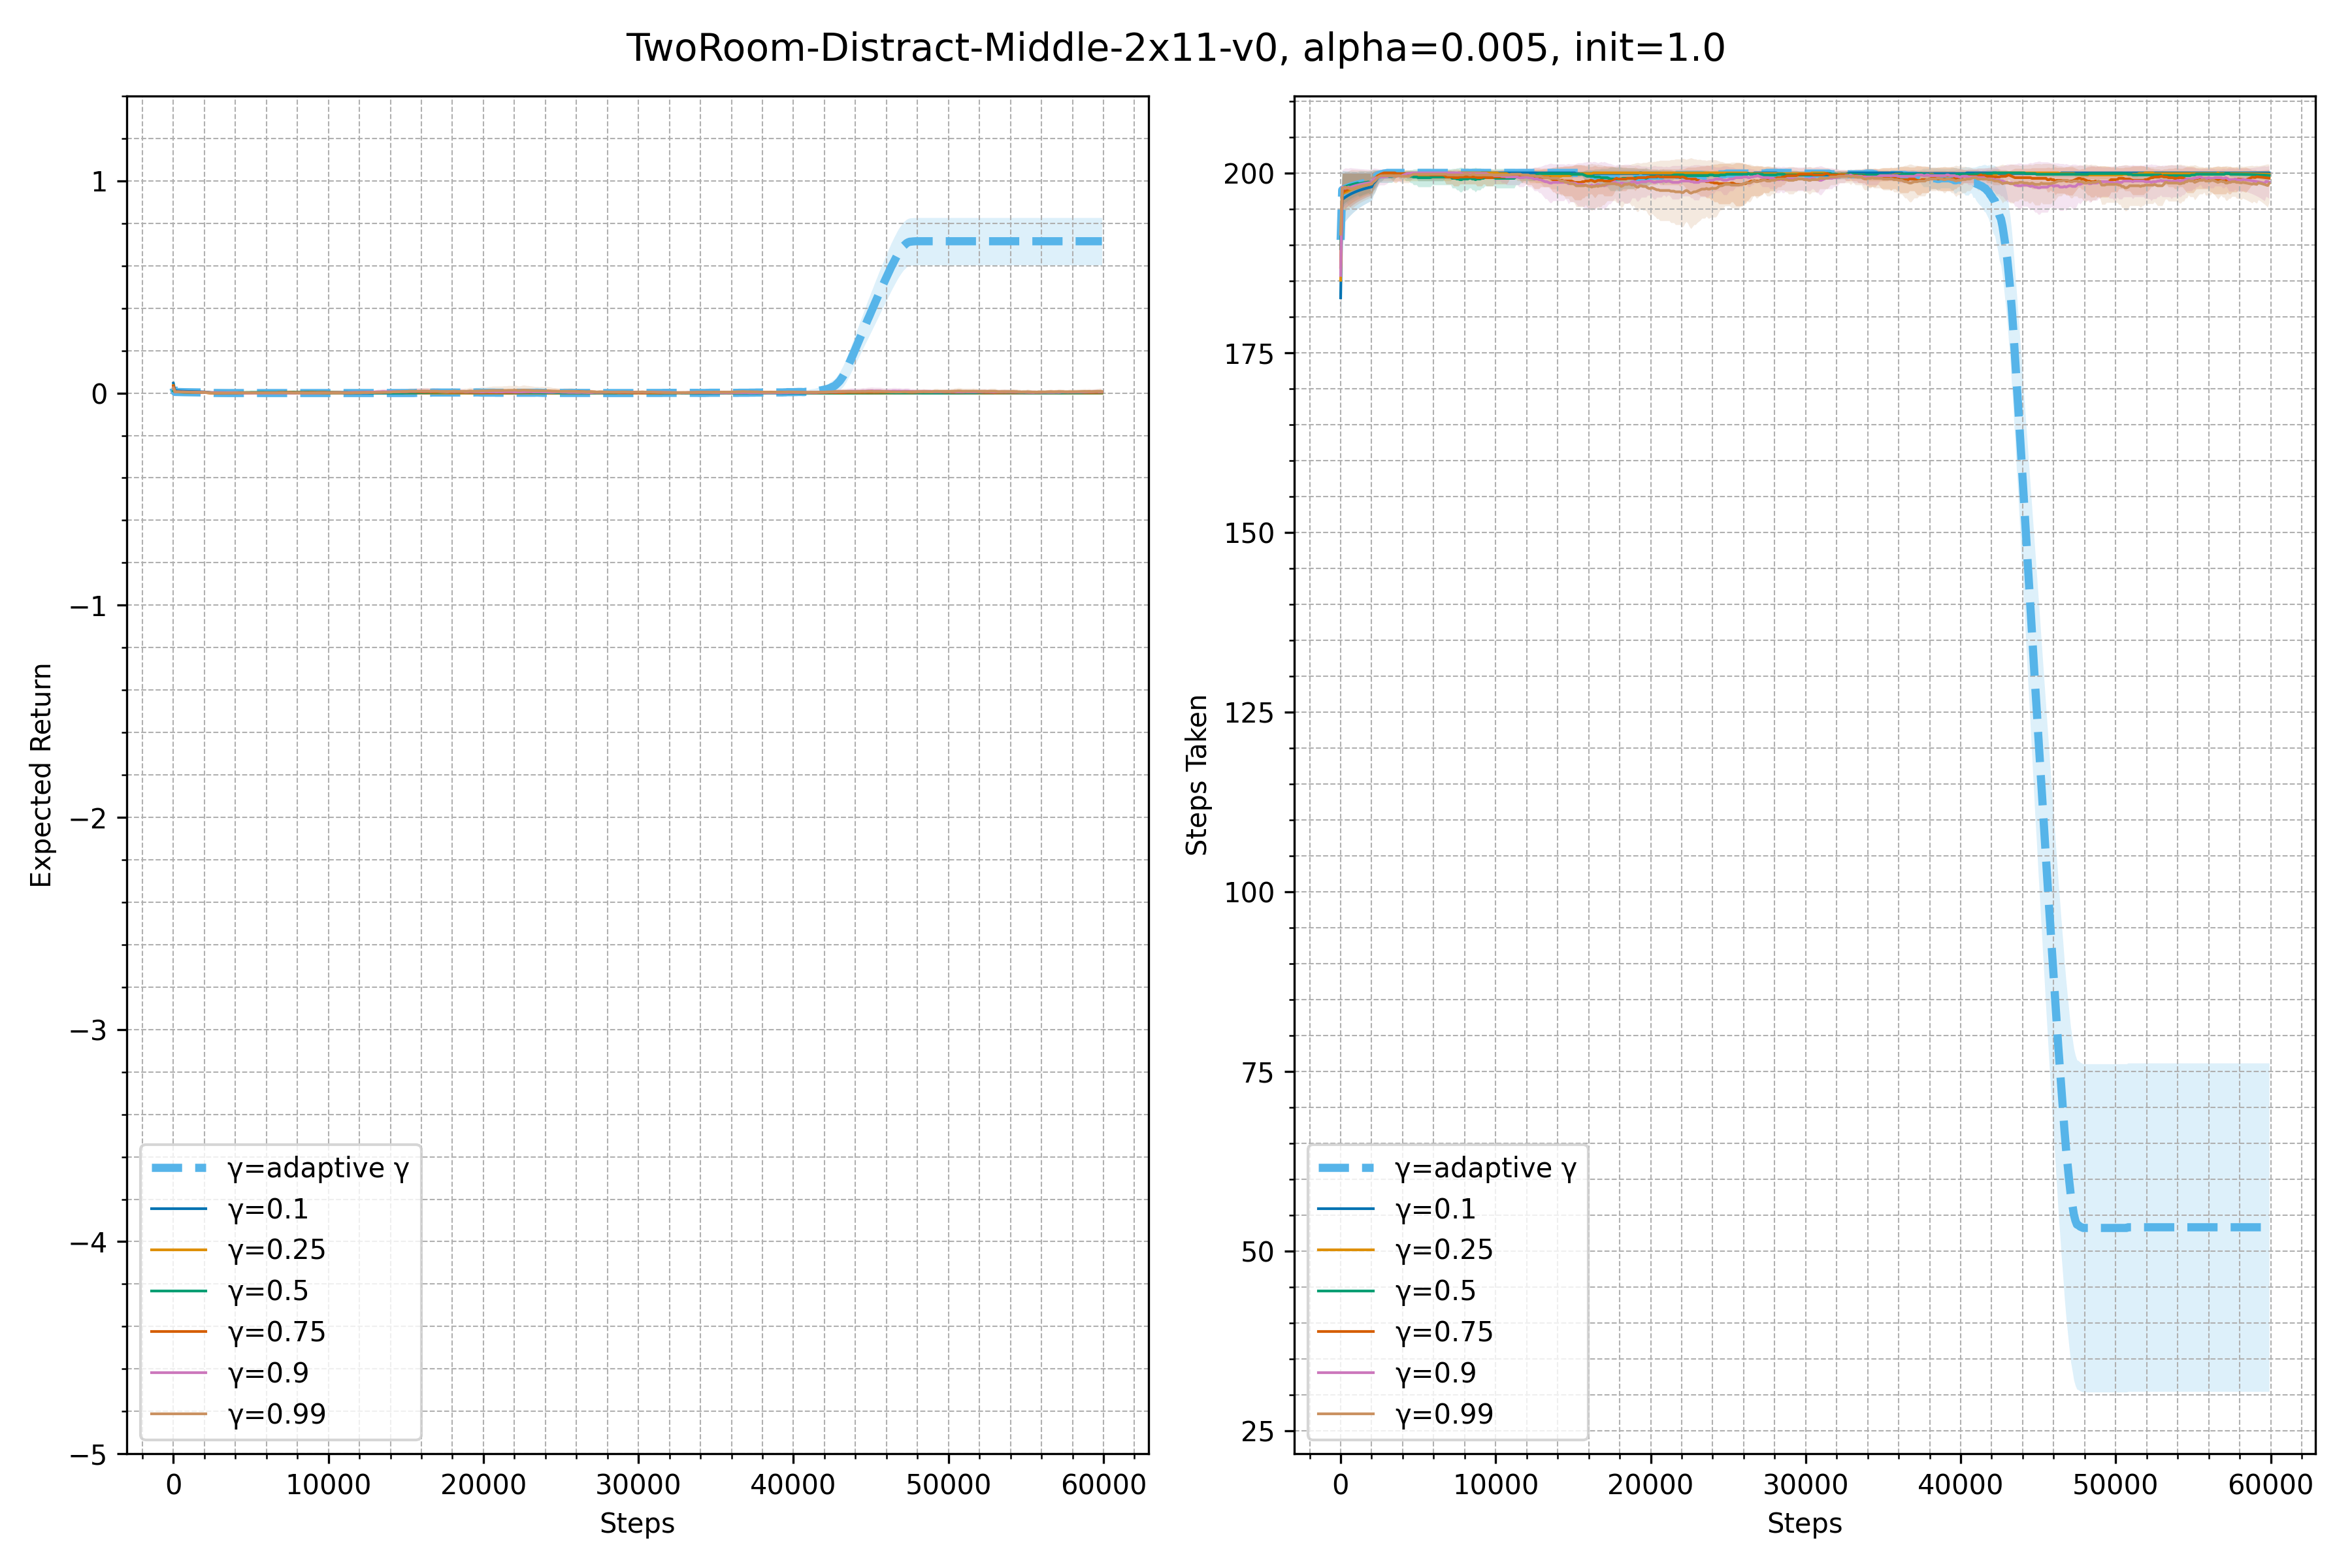 TwoRoom-Distract-Middle-2x11-v0, alpha=0.005, init=1.0
Expected Return
1
0
−1
−2
−3
−4
−5
γ=adaptive γ
γ=0.1
γ=0.25
γ=0.5
γ=0.75
γ=0.9
γ=0.99
0 10000 20000 30000 40000 50000 60000
Steps
Steps Taken
200
175
150
125
100
75
50
25
γ=adaptive γ
γ=0.1
γ=0.25
γ=0.5
γ=0.75
γ=0.9
γ=0.99
0 10000 20000 30000 40000 50000 60000
Steps